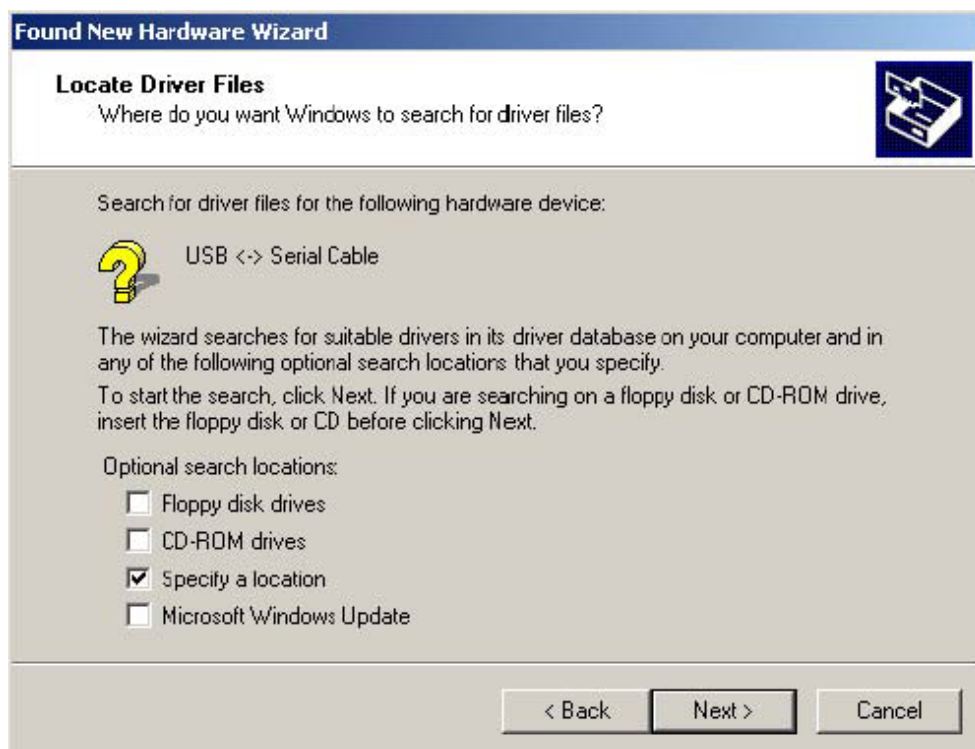 Found New Hardware Wizard
Locate Driver Files
Where do you want Windows to search for driver files?
Search for driver files for the following hardware device:
USB <-> Serial Cable
The wizard searches for suitable drivers in its driver database on your computer and in
any of the following optional search locations that you specify.
To start the search, click Next. If you are searching on a floppy disk or CD-ROM drive,
insert the floppy disk or CD before clicking Next.
Optional search locations:
Floppy disk drives
CD-ROM drives
Specify a location
Microsoft Windows Update
< Back Next > Cancel